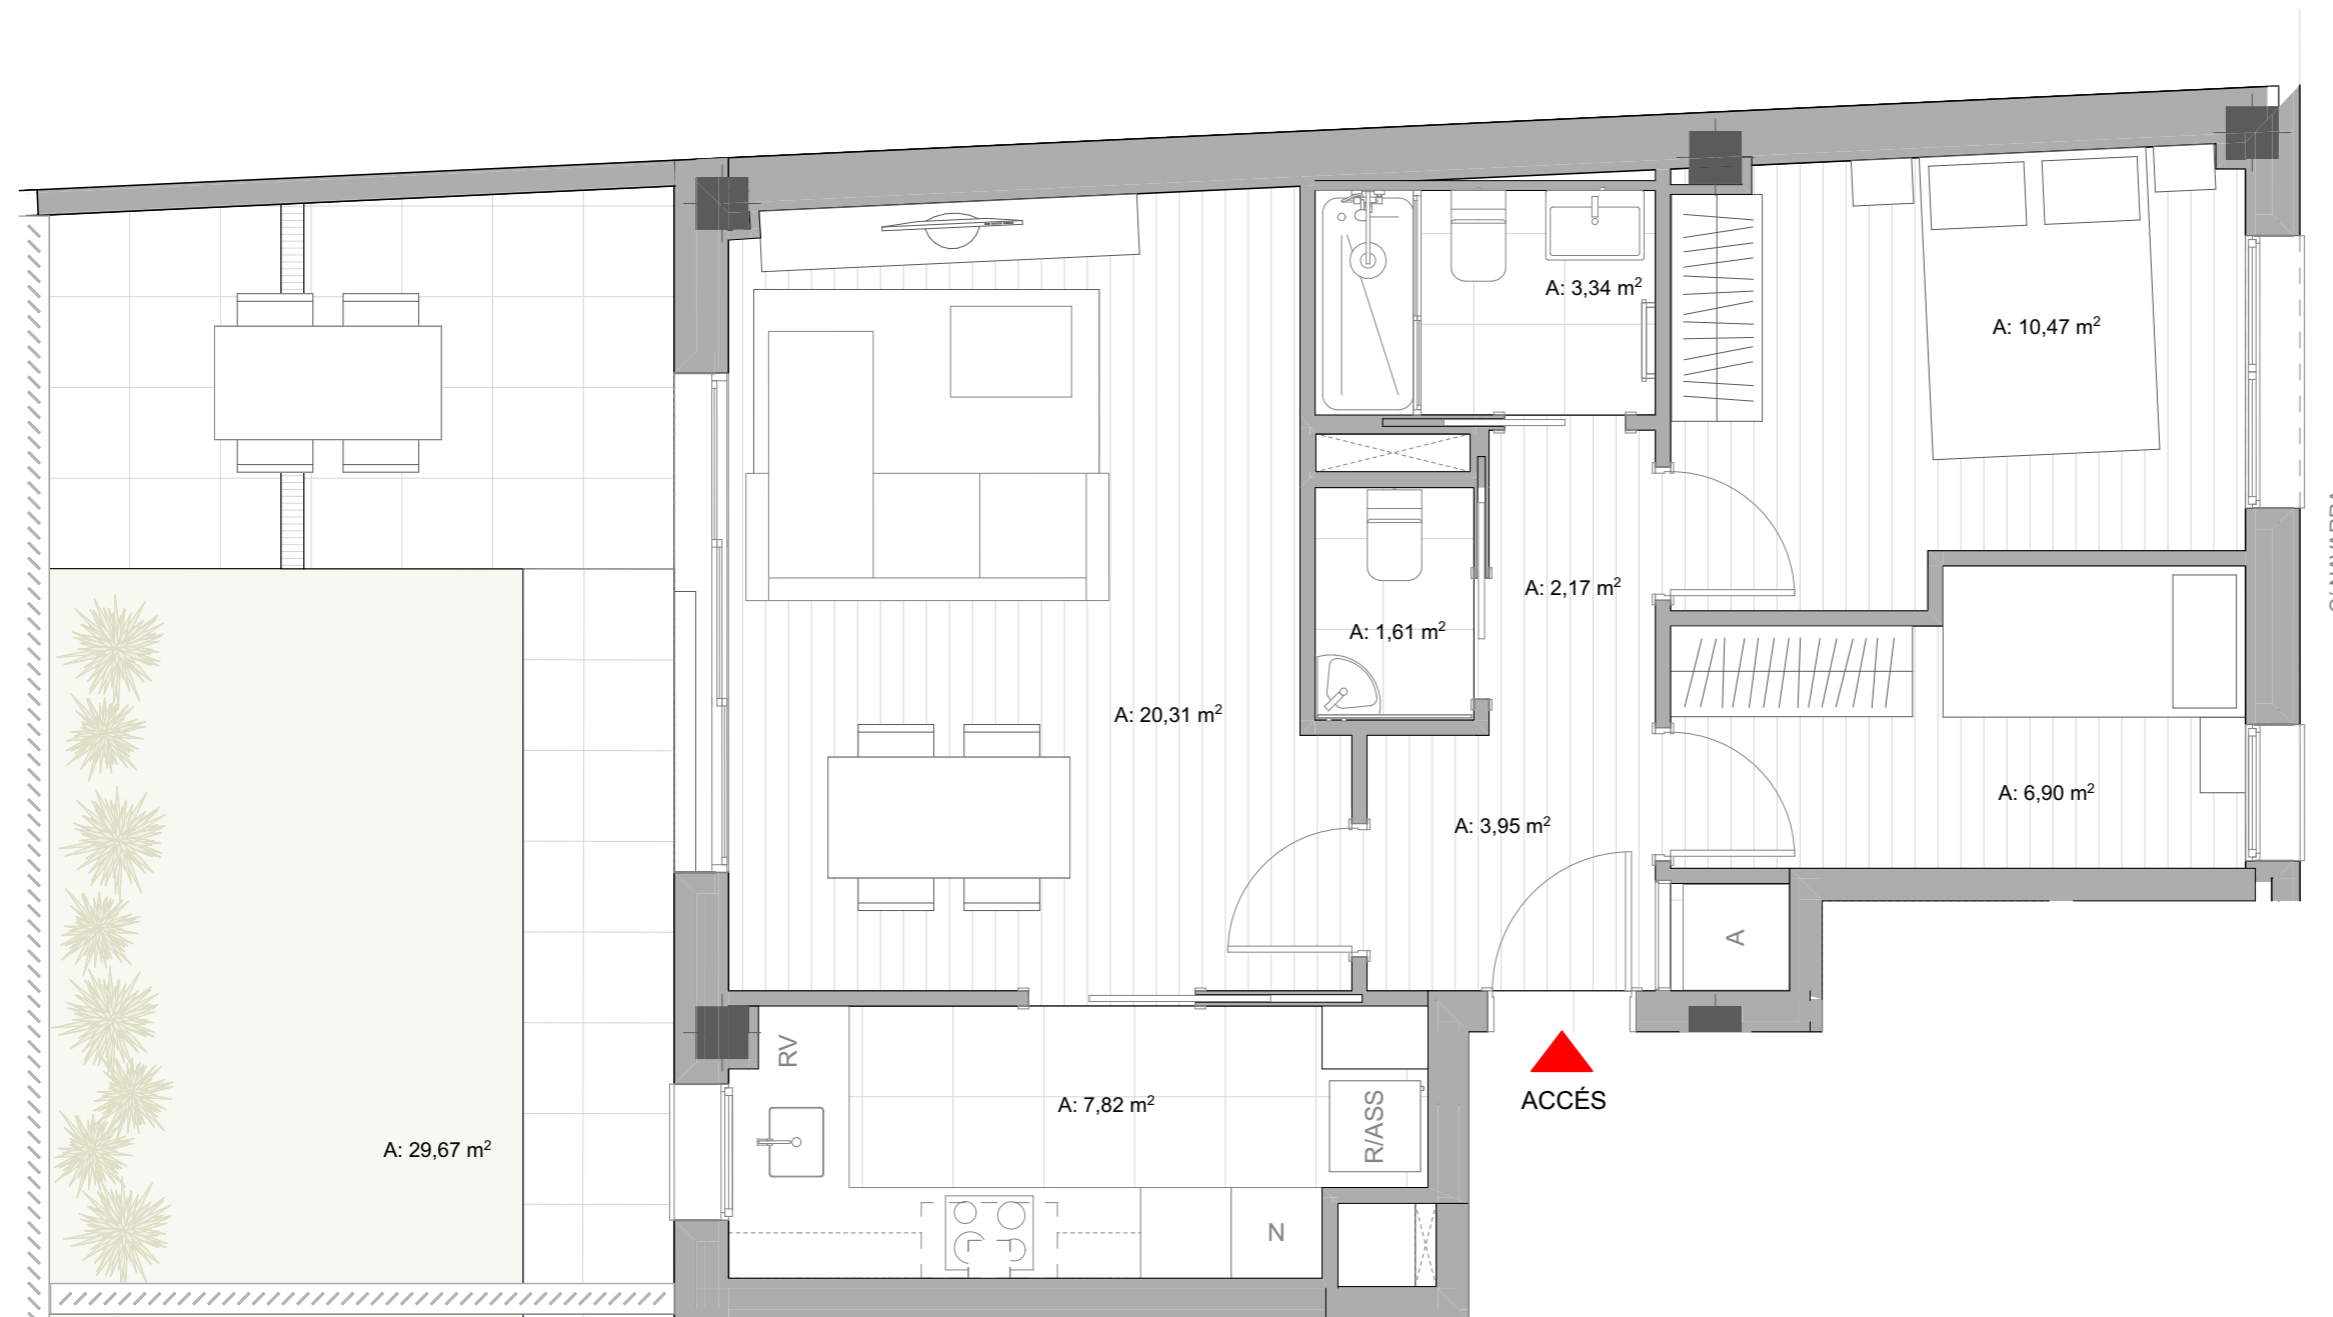 A: 3,34 m²
A: 10,47 m²
A: 2,17 m²
A: 1,61 m²
A: 20,31 m²
A: 6,90 m²
A: 3,95 m²
A
RV
A: 7,82 m²
R/ASS
ACCÉS
A: 29,67 m²
N